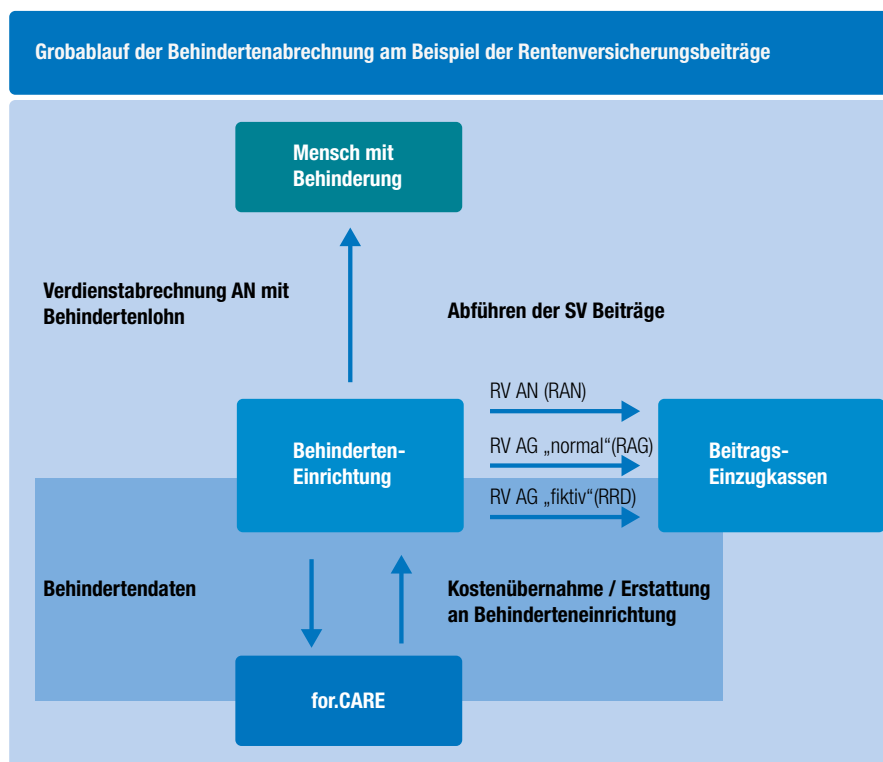 Grobablauf der Behindertenabrechnung am Beispiel der Rentenversicherungsbeiträge
Mensch mit
Behinderung
Verdienstabrechnung AN mit
Behindertenlohn
Abführen der SV Beiträge
RV AN (RAN)
RV AG „normal“(RAG)
RV AG „fiktiv“(RRD)
Behinderten-
Einrichtung
Beitrags-
Einzugkassen
Behindertendaten
Kostenübernahme / Erstattung
an Behinderteneinrichtung
for.CARE